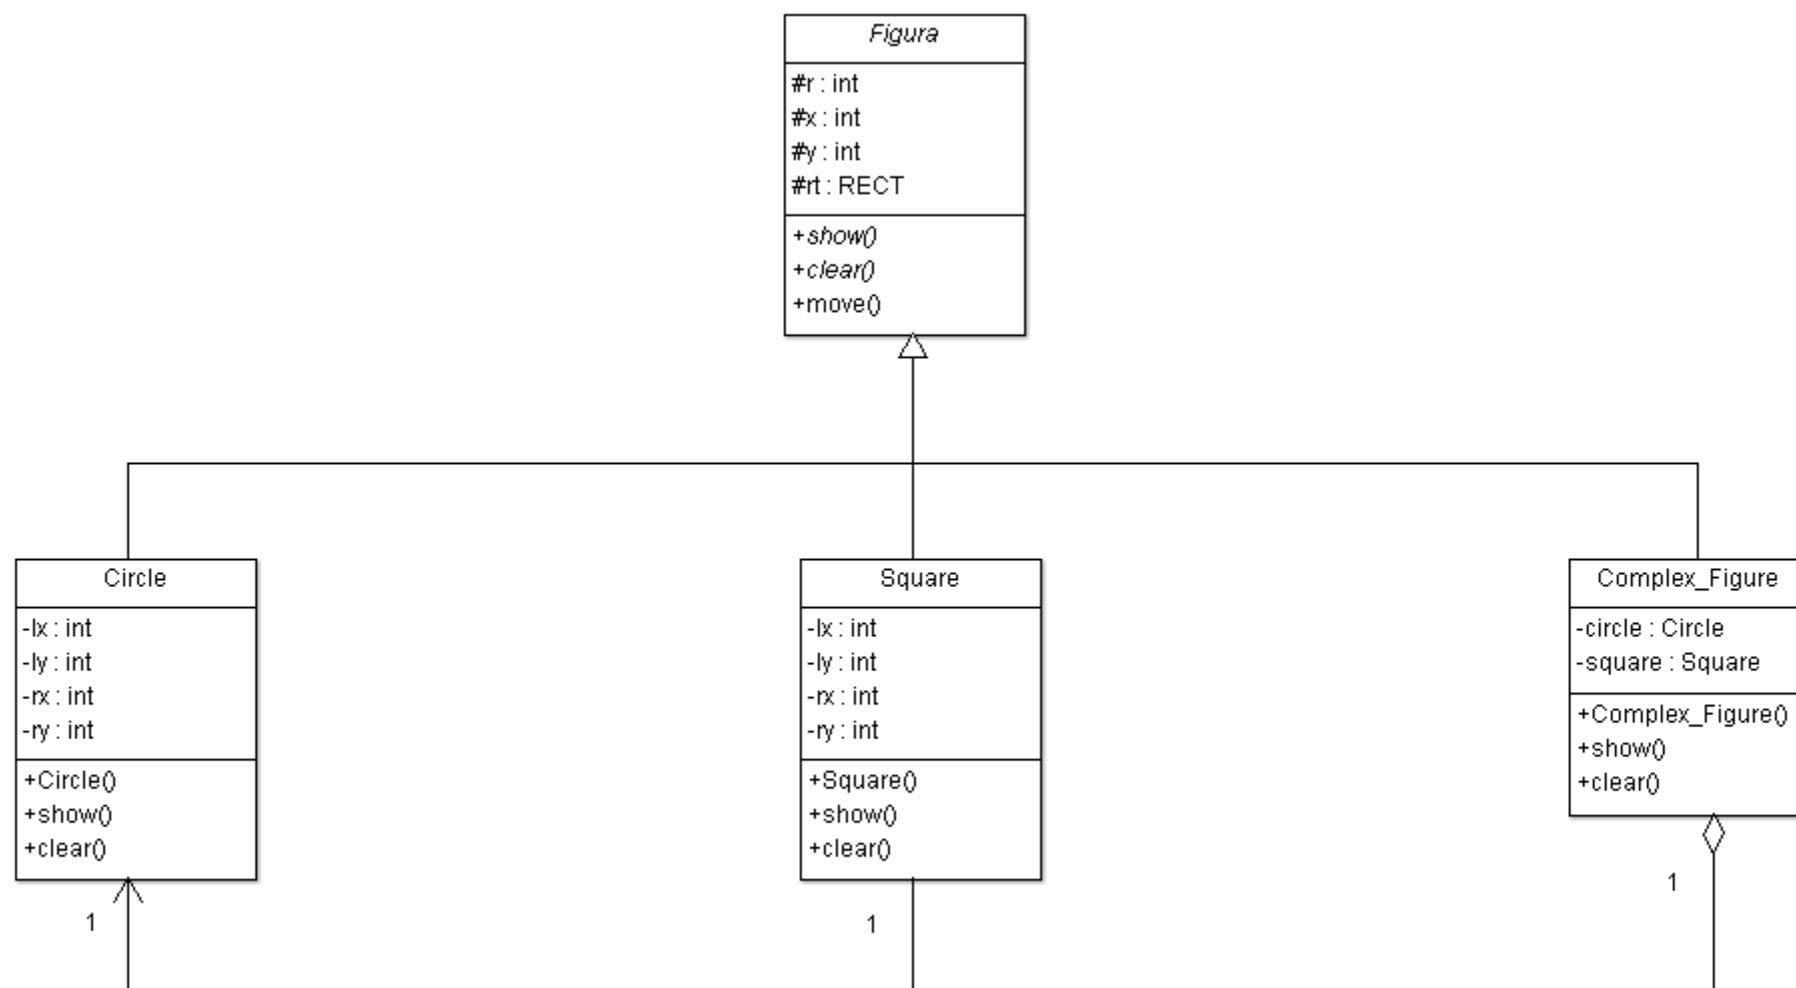 Figura
#r : int
#x : int
#y : int
#rt : RECT
+show()
+clear()
+move()
Circle
-lx : int
-ly : int
-rx : int
-ry : int
+Circle()
+show()
+clear()
1
Square
-lx : int
-ly : int
-rx : int
-ry : int
+Square()
+show()
+clear()
1
Complex_Figure
-circle : Circle
-square : Square
+Complex_Figure()
+show()
+clear()
1